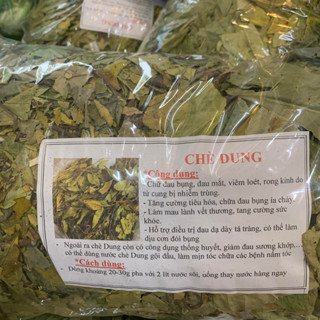 CHÈ DUNG
*Công dụng:
- Chữ đau bụng, đau mắt, viêm loét, rong kinh do
tử cung bị nhiễm trùng.
- Tăng cường tiêu hóa, chữa đau bụng ỉa chảy.
- Làm mau lành vết thương, tang cường sức
khỏe.
- Hỗ trợ điều trị đau dạ dày tá tràng, có thể làm
dịu cơn đói bụng
- Ngoài ra chè Dung còn có công dụng thông huyết, giảm đau sương khớp,...
có thể dùng nước chè Dung gội đầu, làm mịn tóc chữa các bệnh nấm tóc
*Cách dùng:
- Dùng khoảng 20-30g pha với 2 lít nước sôi, uống thay nước hàng ngay